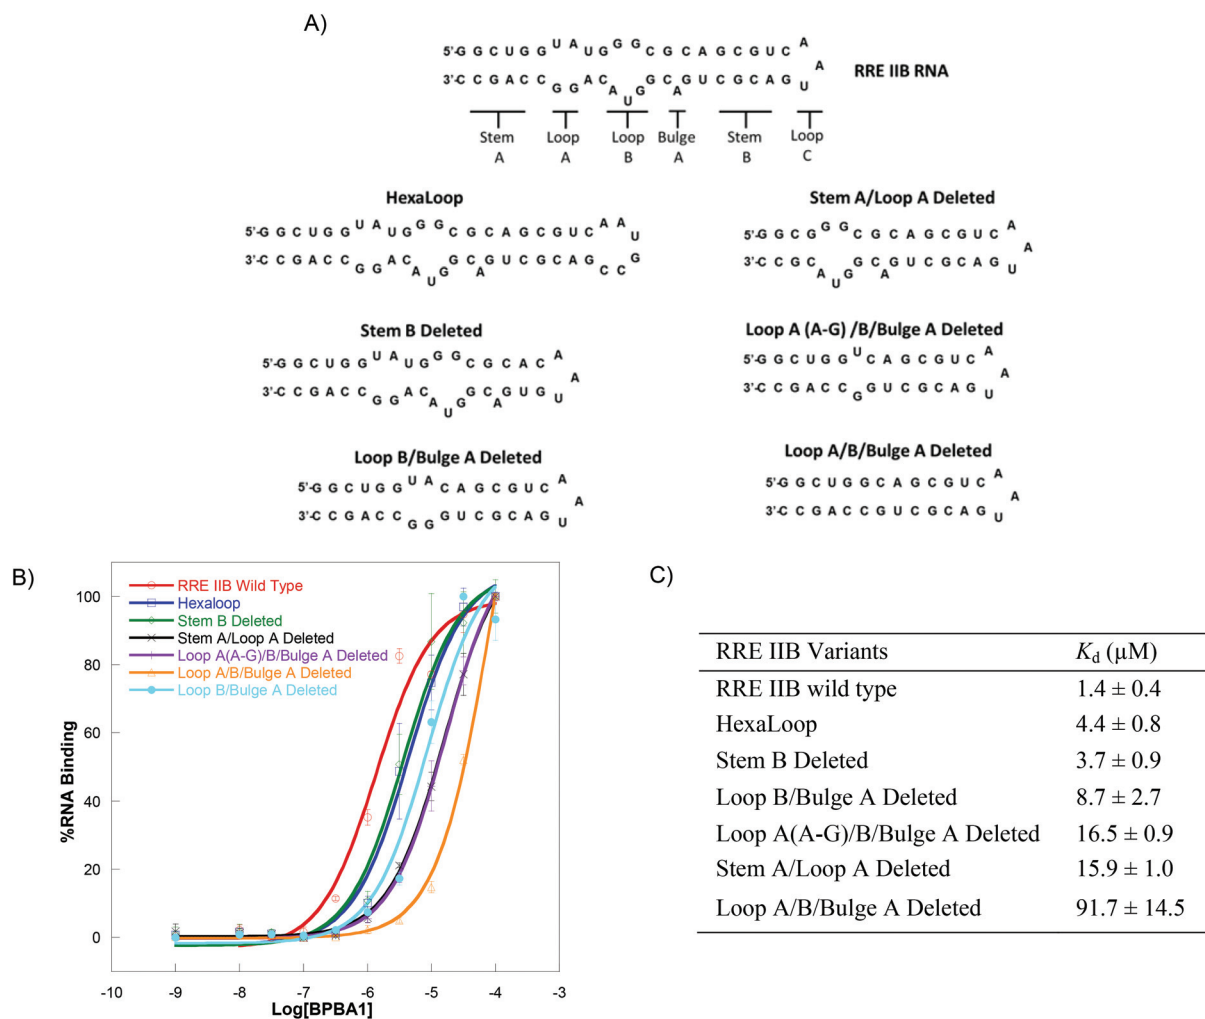 A)
5'-G G C U G G U A U G G G C G C A G C G U C A
A
3'-C C G A C C G G A C A U G G C A G U C G C A G U
RRE IIB RNA
Stem A
Loop A
Loop B
Bulge A
Stem B
Loop C
HexaLoop
5'-G G C U G G U A U G G G C G C A G C G U C A A U
3'-C C G A C C G G A C A U G G C A G U C G C A G C C G
Stem A/Loop A Deleted
5'-G G C G G G C G C A G C G U C A
A
3'-C C G C A U G G C A G U C G C A G U
Stem B Deleted
5'-G G C U G G U A U G G G C G C A C A
A
3'-C C G A C C G G A C A U G G C A G U G U
Loop A (A-G) /B/Bulge A Deleted
5'-G G C U G G U C A G C G U C A
A
3'-C C G A C C G G U C G C A G U
Loop B/Bulge A Deleted
5'-G G C U G G U A C A G C G U C A
A
3'-C C G A C C G G G U C G C A G U
Loop A/B/Bulge A Deleted
5'-G G C U G G C A G C G U C A
A
3'-C C G A C C G U C G C A G U
B)
RRE IIB Wild Type
Hexaloop
Stem B Deleted
Stem A/Loop A Deleted
Loop A(A-G)/B/Bulge A Deleted
Loop A/B/Bulge A Deleted
Loop B/Bulge A Deleted
%RNA Binding
100
80
60
40
20
0
-10 -9 -8 -7 -6 -5 -4 -3
Log[BPBA1]
C)
RRE IIB Variants Kd (μM)
RRE IIB wild type 1.4 ± 0.4
HexaLoop 4.4 ± 0.8
Stem B Deleted 3.7 ± 0.9
Loop B/Bulge A Deleted 8.7 ± 2.7
Loop A(A-G)/B/Bulge A Deleted 16.5 ± 0.9
Stem A/Loop A Deleted 15.9 ± 1.0
Loop A/B/Bulge A Deleted 91.7 ± 14.5